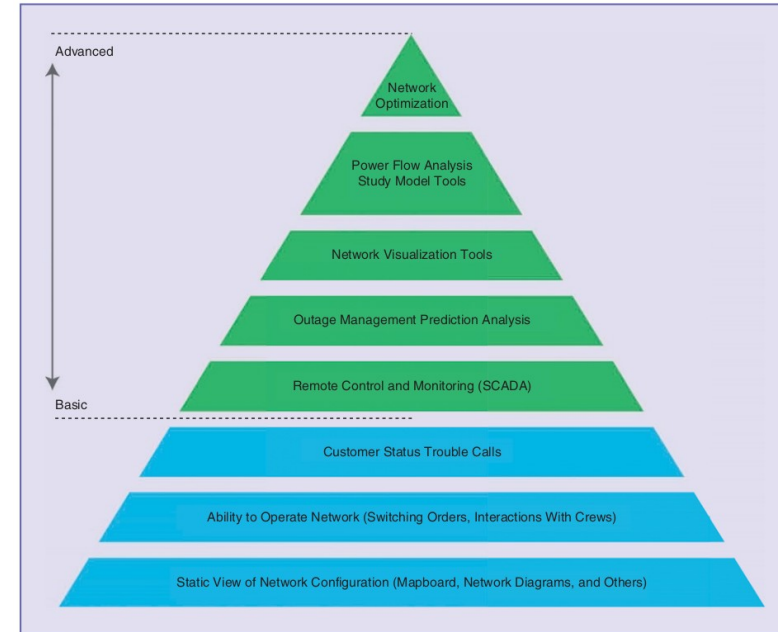 Advanced
Network
Optimization
Power Flow Analysis
Study Model Tools
Network Visualization Tools
Outage Management Prediction Analysis
Remote Control and Monitoring (SCADA)
Basic
Customer Status Trouble Calls
Ability to Operate Network (Switching Orders, Interactions With Crews)
Static View of Network Configuration (Mapboard, Network Diagrams, and Others)